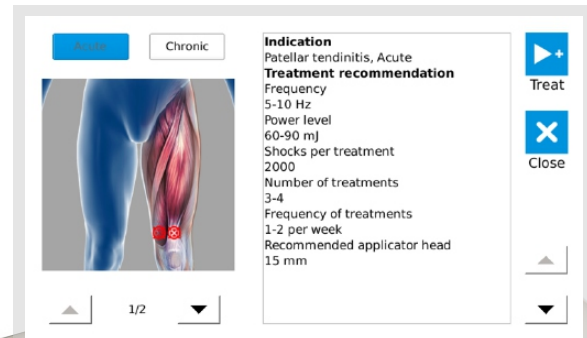 Acute
Chronic
Indication
Patellar tendinitis, Acute
Treatment recommendation
Frequency
5-10 Hz
Power level
60-90 mJ
Shocks per treatment
2000
Number of treatments
3-4
Frequency of treatments
1-2 per week
Recommended applicator head
15 mm
Treat
Close
1/2